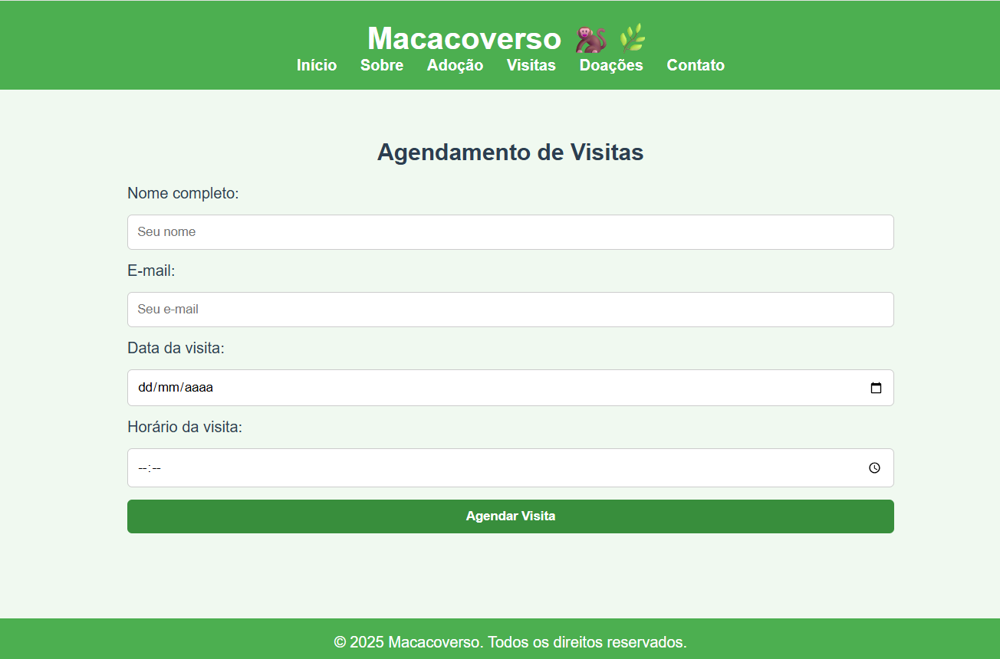 Macacoverso 🐒 🌿
Início Sobre Adoção Visitas Doações Contato
Agendamento de Visitas
Nome completo:
Seu nome
E-mail:
Seu e-mail
Data da visita:
dd/mm/aaaa
Horário da visita:
--:--
Agendar Visita
© 2025 Macacoverso. Todos os direitos reservados.